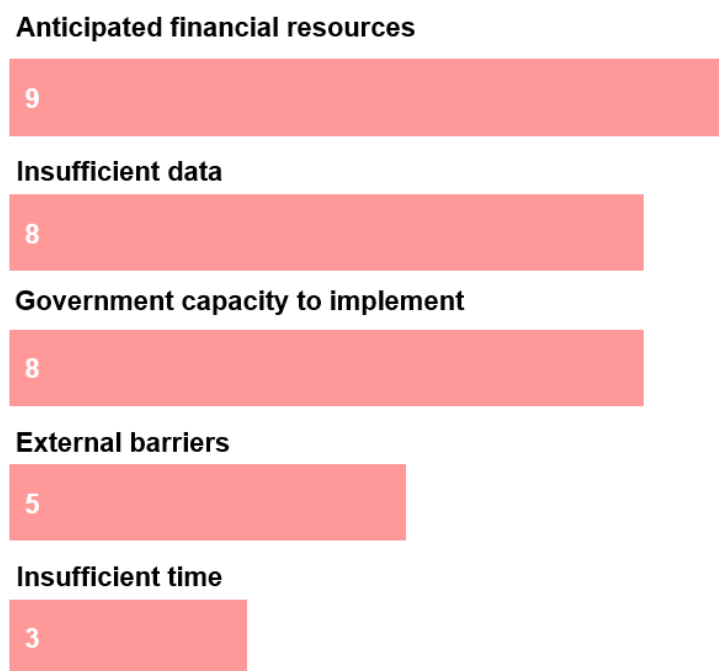 Anticipated financial resources
9
Insufficient data
8
Government capacity to implement
8
External barriers
5
Insufficient time
3